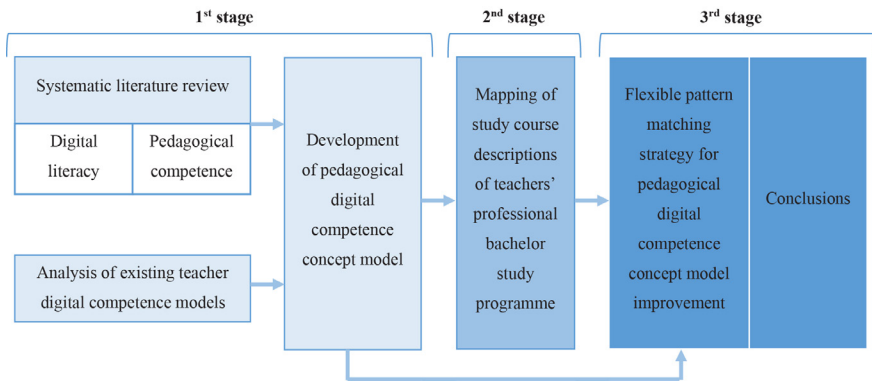 1st stage
2nd stage
3rd stage
Systematic literature review
Digital
literacy
Pedagogical
competence
Analysis of existing teacher
digital competence models
Development
of pedagogical
digital
competence
concept model
Mapping of
study course
descriptions
of teachers’
professional
bachelor
study
programme
Flexible pattern
matching
strategy for
pedagogical
digital
competence
concept model
improvement
Conclusions